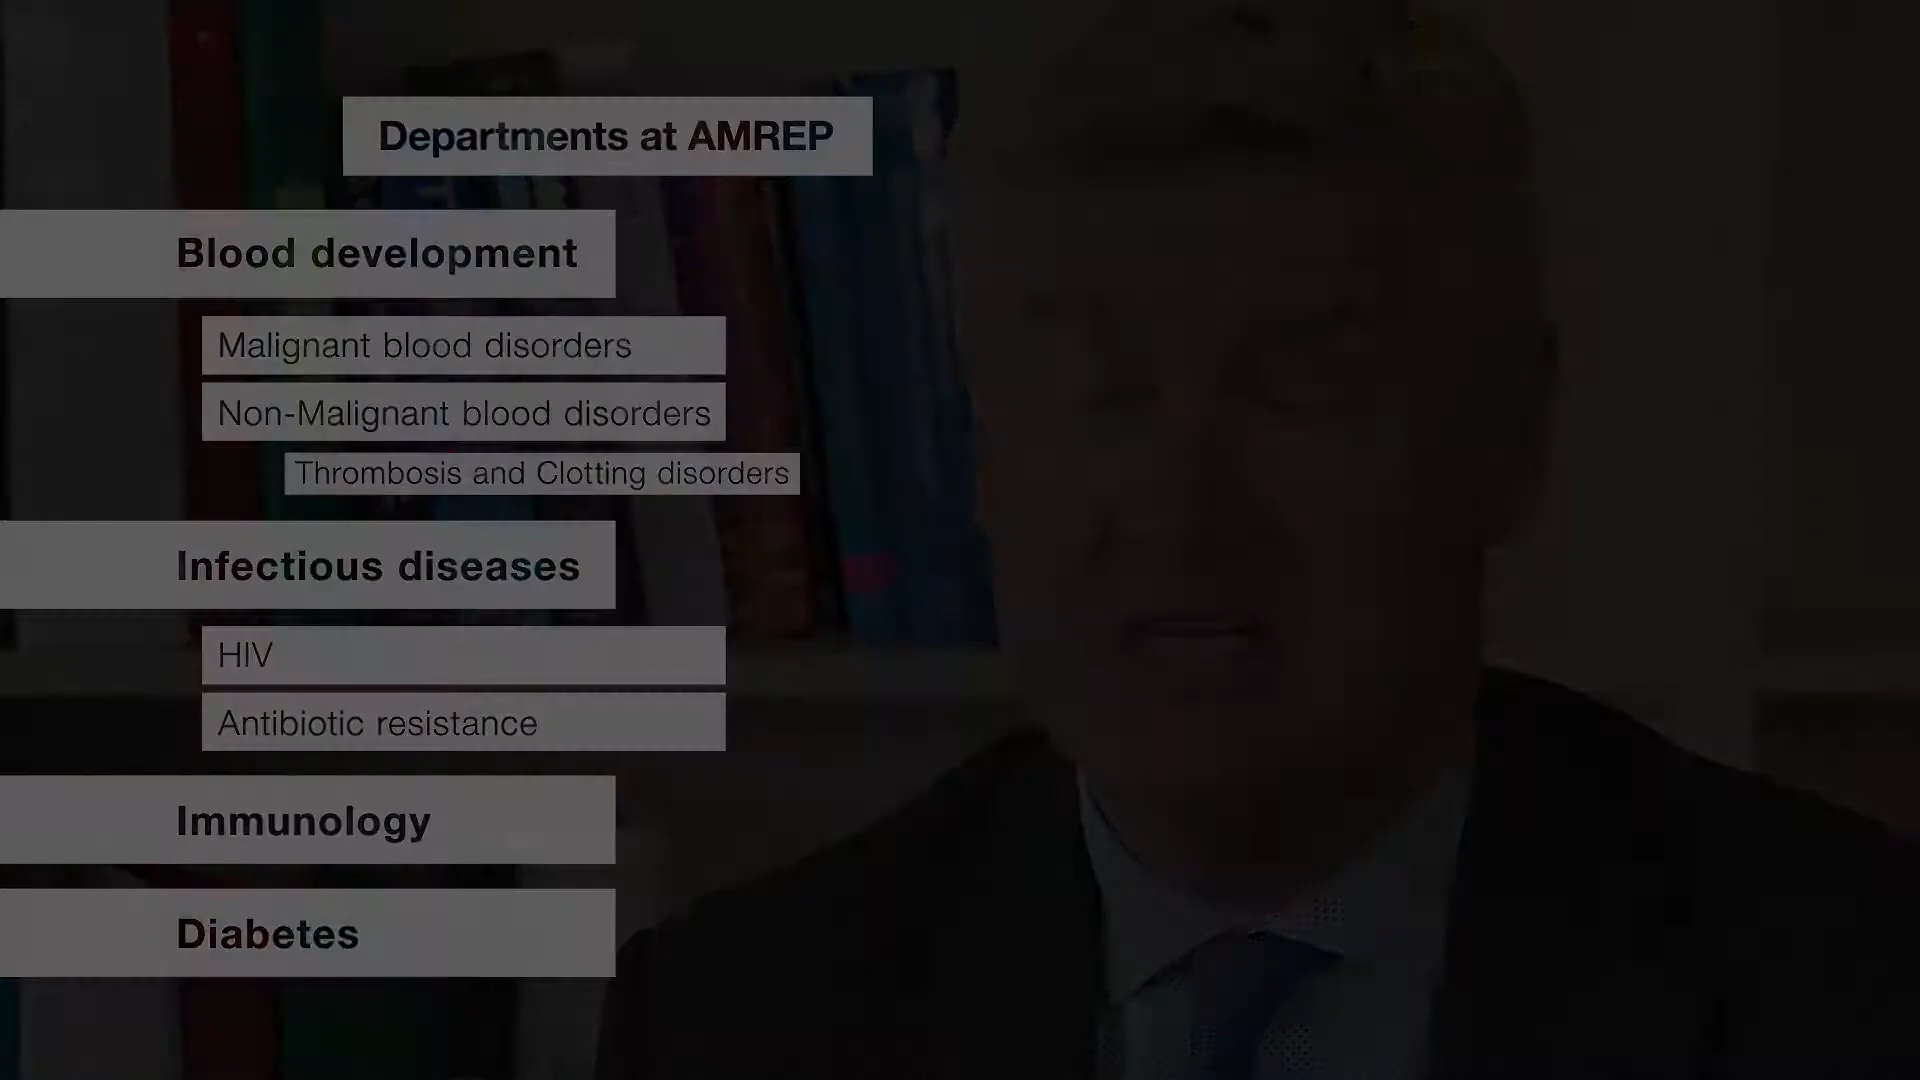 Departments at AMREP
Blood development
Malignant blood disorders
Non-Malignant blood disorders
Thrombosis and Clotting disorders
Infectious diseases
HIV
Antibiotic resistance
Immunology
Diabetes